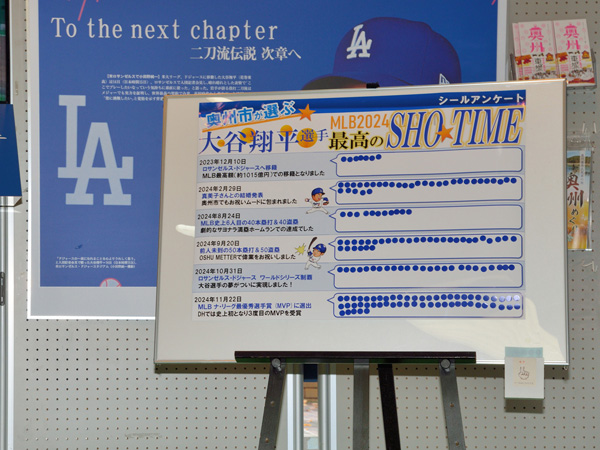 To the next chapter
二刀流伝説 次章へ
LA
LA
奥州
奥州
奥州
シールアンケート
奥州市が選ぶ
大谷翔平選手
MLB2024
最高の
SHO★TIME
2023年12月10日
ロサンゼルス・ドジャースへ移籍
MLB最高額(約1015億円)での移籍となりました
2024年2月29日
真美子さんとの結婚発表
奥州市でもお祝いムードに包まれました
2024年8月24日
MLB史上6人目の40本塁打&40盗塁
劇的なサヨナラ満塁ホームランでの達成でした
2024年9月20日
前人未到の50本塁打&50盗塁
OSHU METTERで偉業をお祝いしました
2024年10月31日
ロサンゼルス・ドジャース ワールドシリーズ制覇
大谷選手の夢がついに実現しました！
2024年11月22日
MLB ナ・リーグ最優秀選手賞（MVP）に選出
DHでは史上初となり3度目のMVPを受賞